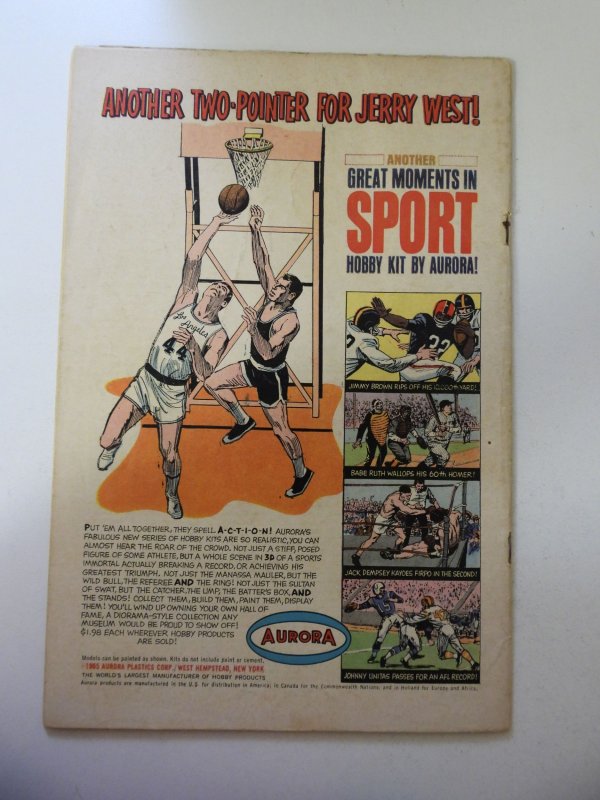 ANOTHER TWO-POINTER FOR JERRY WEST!
ANOTHER
GREAT MOMENTS IN
SPORT
HOBBY KIT BY AURORA!
Los Angeles
44
32
JIMMY BROWN RIPS OFF HIS 10,000th YARD!
BABE RUTH WALLOPS HIS 60th HOMER!
JACK DEMPSEY KAYOES FIRPO IN THE SECOND!
JOHNNY UNITAS PASSES FOR AN AFL RECORD!
PUT 'EM ALL TOGETHER, THEY SPELL A-C-T-I-O-N! AURORA'S
FABULOUS NEW SERIES OF HOBBY KITS ARE SO REALISTIC, YOU CAN
ALMOST HEAR THE ROAR OF THE CROWD. NOT JUST A STIFF, POSED
FIGURE OF SOME ATHLETE, BUT A WHOLE SCENE IN 3D OF A SPORTS
IMMORTAL ACTUALLY BREAKING A RECORD. OR ACHIEVING HIS
GREATEST TRIUMPH. NOT JUST THE MANASSA MAULER, BUT THE
WILD BULL, THE REFEREE AND THE RING! NOT JUST THE SULTAN
OF SWAT, BUT THE CATCHER, THE UMP, THE BATTER'S BOX, AND
THE STANDS! COLLECT THEM, BUILD THEM, PAINT THEM, DISPLAY
THEM! YOU'LL WIND UP OWNING YOUR OWN HALL OF
FAME, A DIORAMA-STYLE COLLECTION ANY
MUSEUM WOULD BE PROUD TO SHOW OFF!
$1.98 EACH WHEREVER HOBBY PRODUCTS
ARE SOLD!
AURORA
Models can be painted as shown. Kits do not include paint or cement.
©1965 AURORA PLASTICS CORP., WEST HEMPSTEAD, NEW YORK
THE WORLD'S LARGEST MANUFACTURER OF HOBBY PRODUCTS
Aurora products are manufactured in the U.S. for distribution in America; in Canada for the Commonwealth Nations; and in Holland for Europe and Africa.